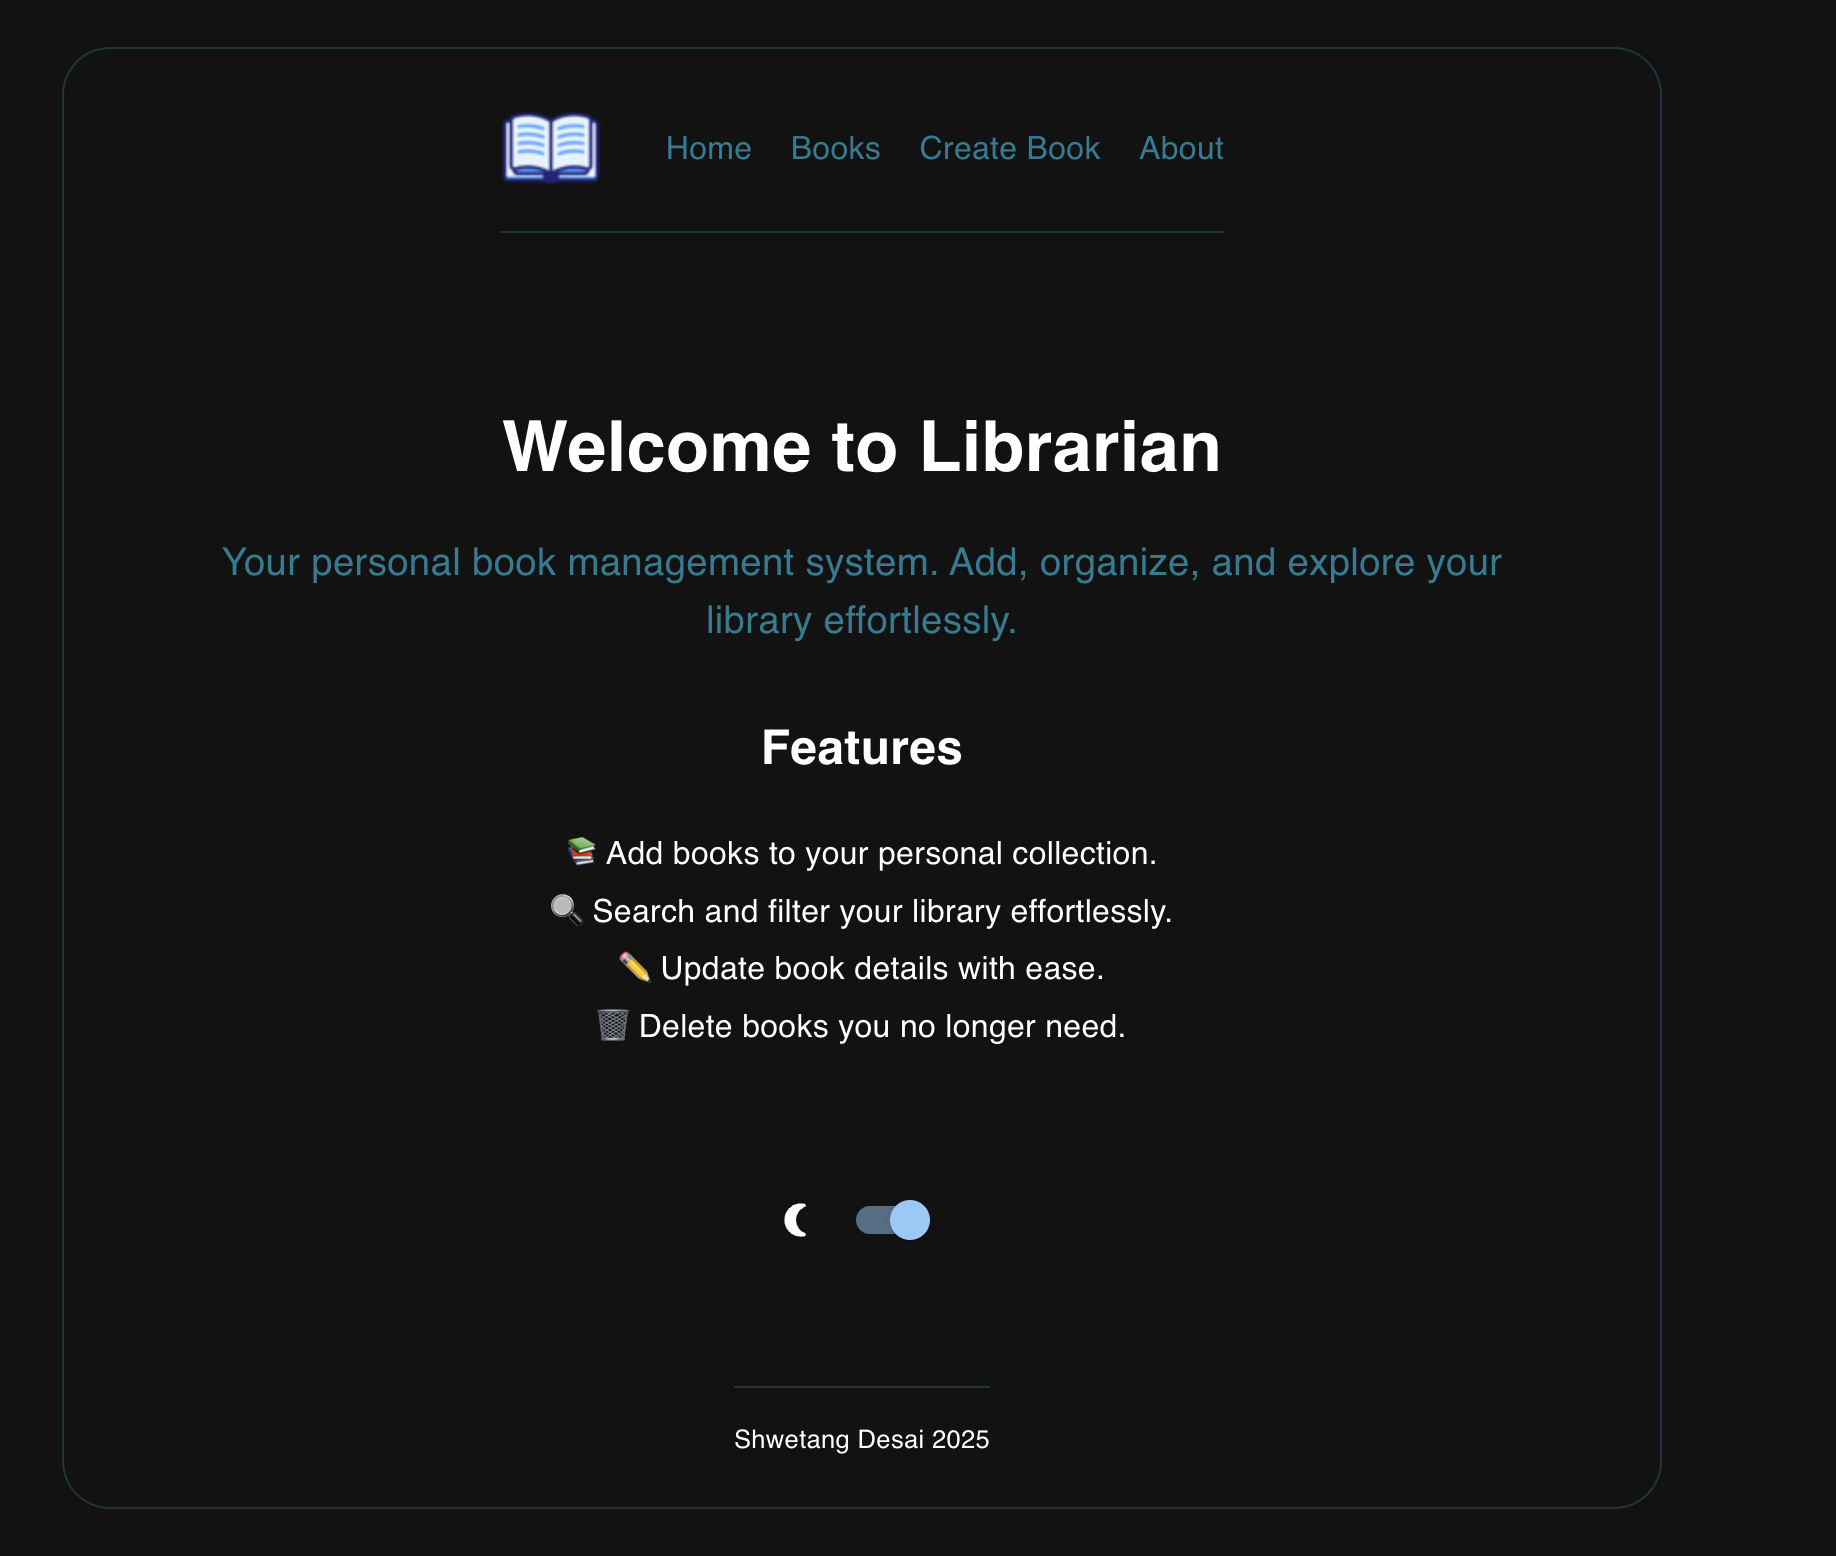 Home Books Create Book About
Welcome to Librarian
Your personal book management system. Add, organize, and explore your
library effortlessly.
Features
📚 Add books to your personal collection.
🔍 Search and filter your library effortlessly.
✏️ Update book details with ease.
🗑️ Delete books you no longer need.
Shwetang Desai 2025